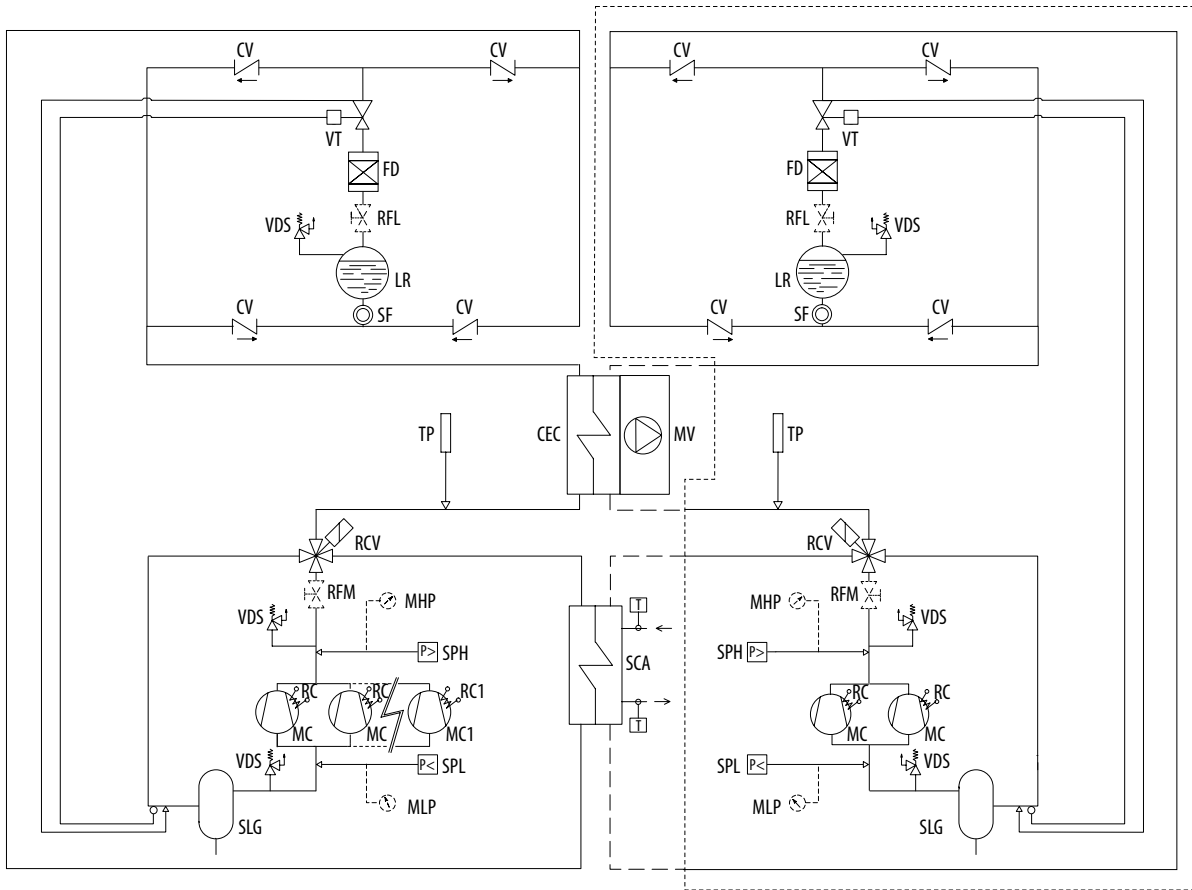 CV CV CV CV
VT VT
FD FD
VDS RFL RFL VDS
LR LR
CV SF CV CV SF CV
TP CEC MV TP
RCV RCV
RFM RFM
VDS MHP T MHP VDS
SPH SCA SPH
P> P>
RC RC RC1 RC RC
MC MC MC1 T MC MC
VDS P< SPL SPL P< VDS
MLP MLP
SLG SLG